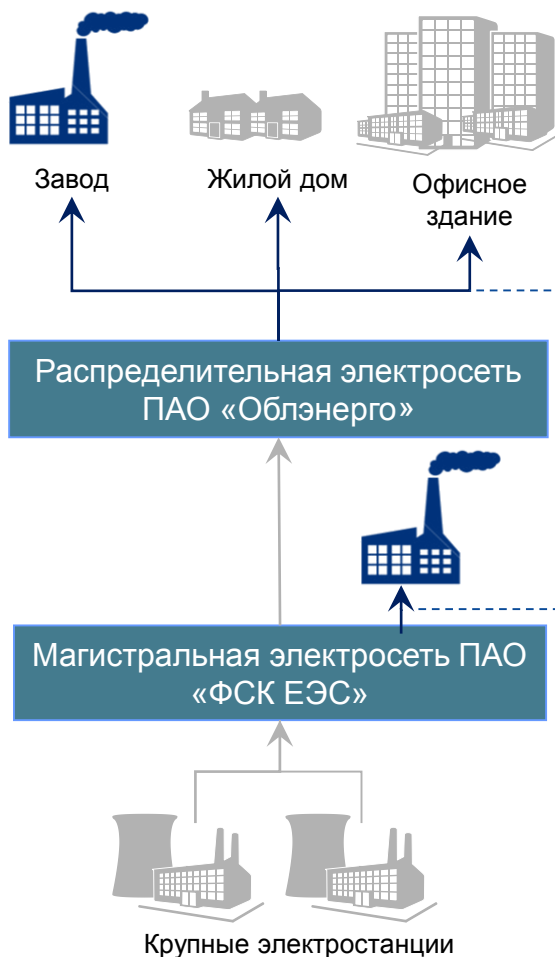 Завод
Жилой дом
Офисное
здание
Распределительная электросеть
ПАО «Облэнерго»
Магистральная электросеть ПАО
«ФСК ЕЭС»
Крупные электростанции